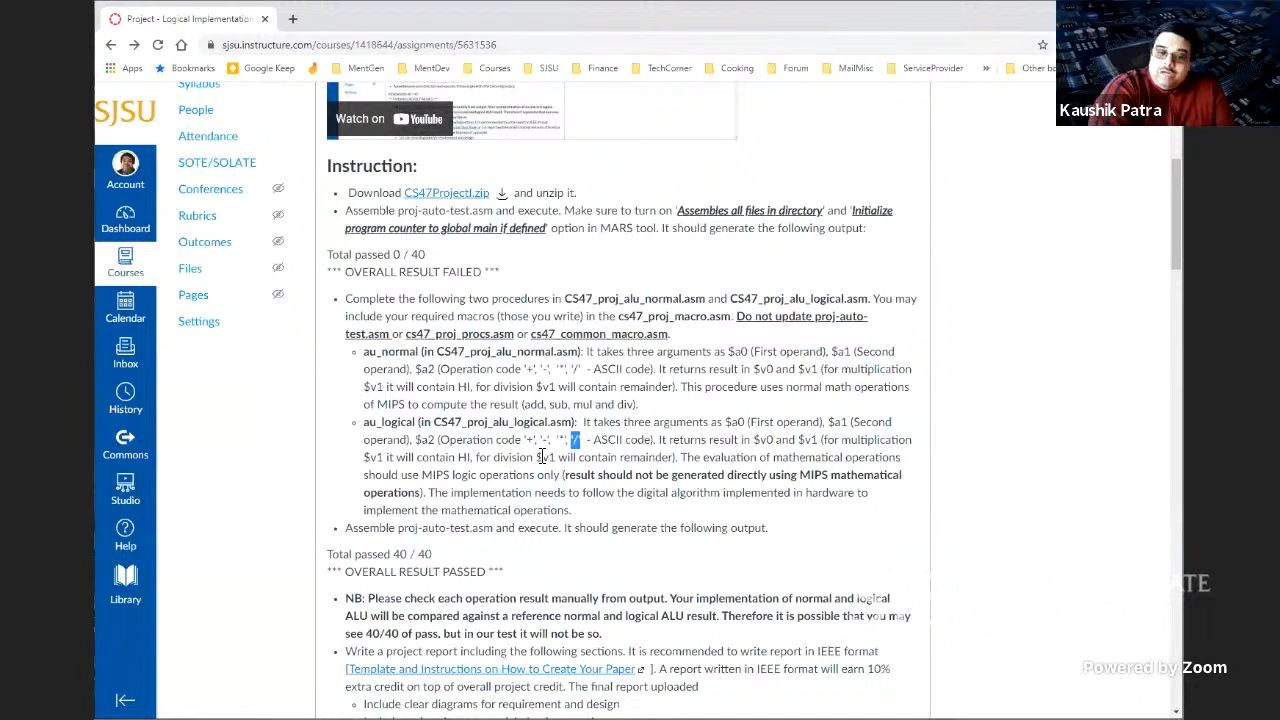 Project - Logical Implementation
sjsu.instructure.com/courses/1418644/assignments/5631536
Apps
Bookmarks
Google Keep
MntGen
MentDev
Courses
SJSU
Finance
TechCorner
Forum
MailMisc
ServiceProvider
»
Other bo
Kaushik Patra
SJSU
Account
Dashboard
Courses
Calendar
Inbox
History
Commons
Studio
Help
Library
Syllabus
People
Attendance
SOTE/SOLATE
Conferences
Rubrics
Outcomes
Files
Pages
Settings
Watch on YouTube
Instruction:
Download CS47ProjectI.zip and unzip it.
Assemble proj-auto-test.asm and execute. Make sure to turn on 'Assembles all files in directory' and 'Initialize
program counter to global main if defined' option in MARS tool. It should generate the following output:
Total passed 0 / 40
*** OVERALL RESULT FAILED ***
Complete the following two procedures in CS47_proj_alu_normal.asm and CS47_proj_alu_logical.asm. You may
include your required macros (those you write) in the cs47_proj_macro.asm. Do not update proj-auto-
test.asm or cs47_proj_procs.asm or cs47_common_macro.asm.
au_normal (in CS47_proj_alu_normal.asm): It takes three arguments as $a0 (First operand), $a1 (Second
operand), $a2 (Operation code '+', '-', '*', '/' - ASCII code). It returns result in $v0 and $v1 (for multiplication
$v1 it will contain HI, for division $v1 will contain remainder). This procedure uses normal math operations
of MIPS to compute the result (add, sub, mul and div).
au_logical (in CS47_proj_alu_logical.asm): It takes three arguments as $a0 (First operand), $a1 (Second
operand), $a2 (Operation code '+', '-', '*', '/' - ASCII code). It returns result in $v0 and $v1 (for multiplication
$v1 it will contain HI, for division $v1 will contain remainder). The evaluation of mathematical operations
should use MIPS logic operations only (result should not be generated directly using MIPS mathematical
operations). The implementation needs to follow the digital algorithm implemented in hardware to
implement the mathematical operations.
Assemble proj-auto-test.asm and execute. It should generate the following output.
Total passed 40 / 40
*** OVERALL RESULT PASSED ***
NB: Please check each operation result manually from output. Your implementation of normal and logical
ALU will be compared against a reference normal and logical ALU result. Therefore it is possible that you may
see 40/40 of pass, but in our test it will not be so.
Write a project report including the following sections. It is recommended to write report in IEEE format
[Template and Instructions on How to Create Your Paper ]. A report written in IEEE format will earn 10%
extra credit on top of overall project credit. The final report uploaded
Include clear diagrams for requirement and design
Powered by Zoom